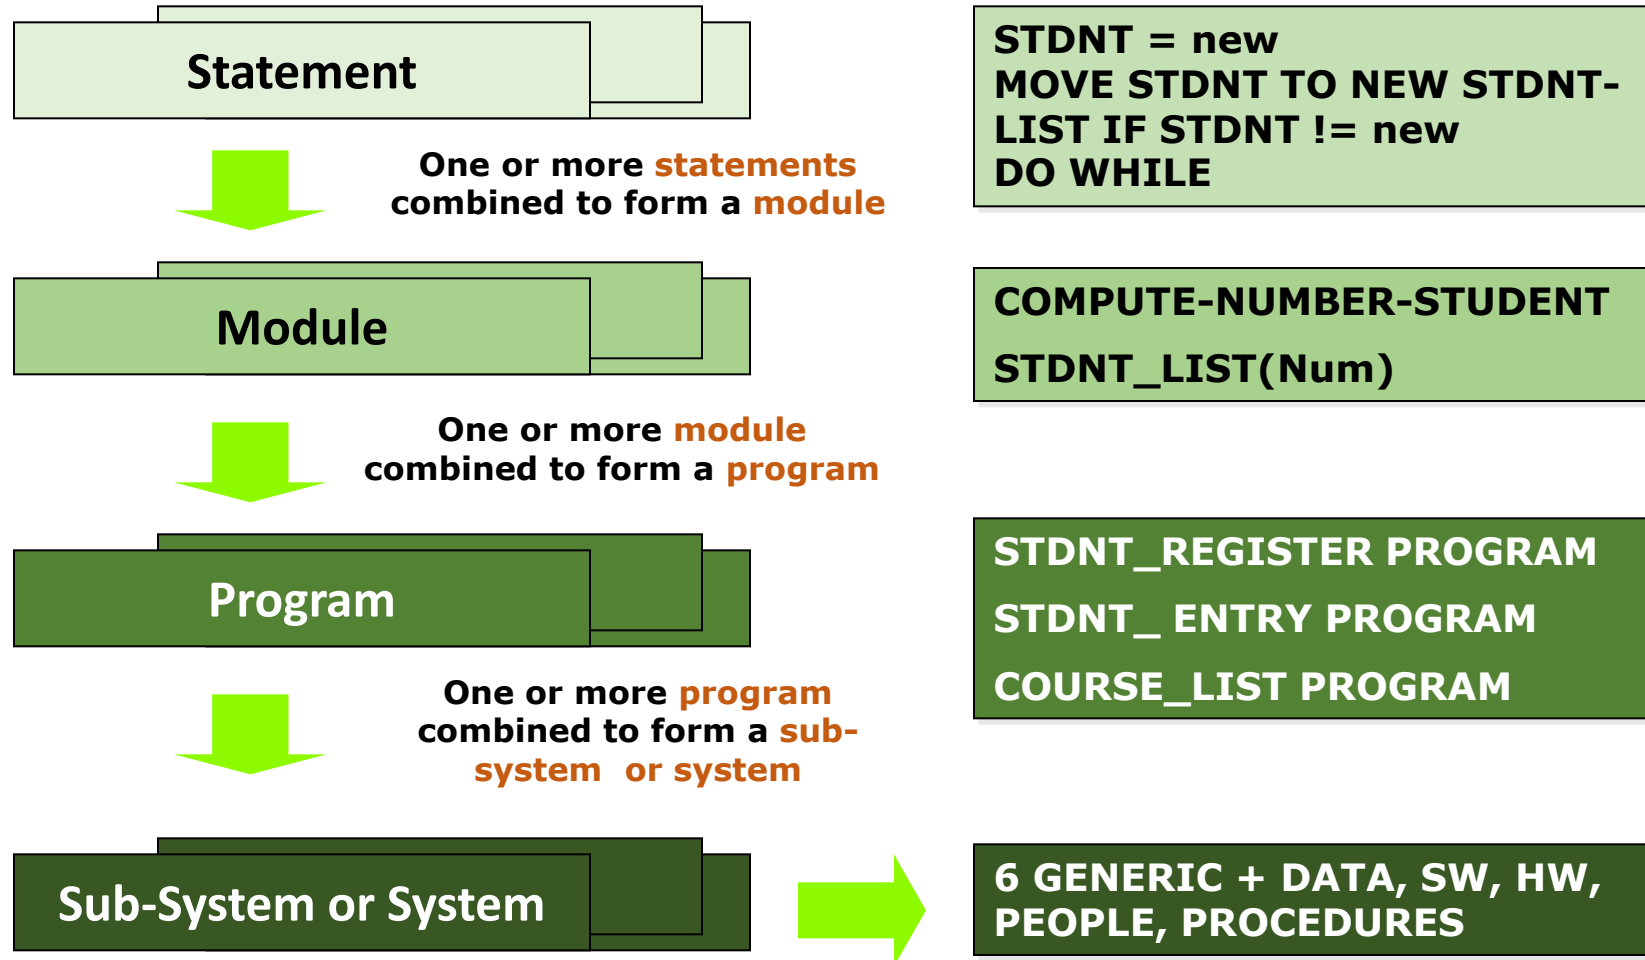 Statement
STDNT = new
MOVE STDNT TO NEW STDNT-
LIST IF STDNT != new
DO WHILE
One or more statements
combined to form a module
Module
COMPUTE-NUMBER-STUDENT
STDNT_LIST(Num)
One or more module
combined to form a program
Program
STDNT_REGISTER PROGRAM
STDNT_ ENTRY PROGRAM
COURSE_LIST PROGRAM
One or more program
combined to form a sub-
system or system
Sub-System or System
6 GENERIC + DATA, SW, HW,
PEOPLE, PROCEDURES